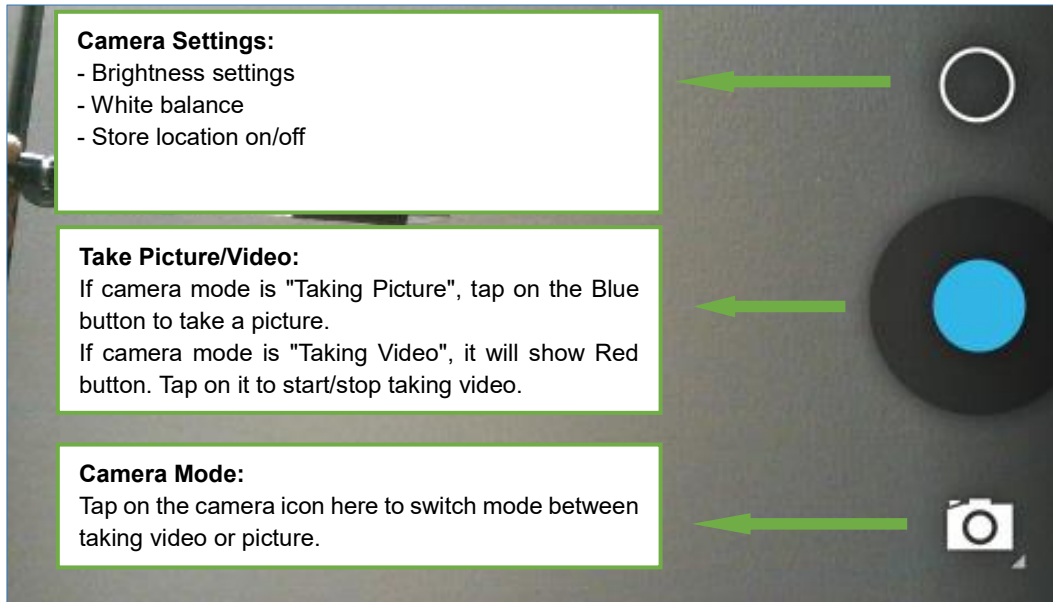 Camera Settings:
- Brightness settings
- White balance
- Store location on/off
Take Picture/Video:
If camera mode is "Taking Picture", tap on the Blue
button to take a picture.
If camera mode is "Taking Video", it will show Red
button. Tap on it to start/stop taking video.
Camera Mode:
Tap on the camera icon here to switch mode between
taking video or picture.